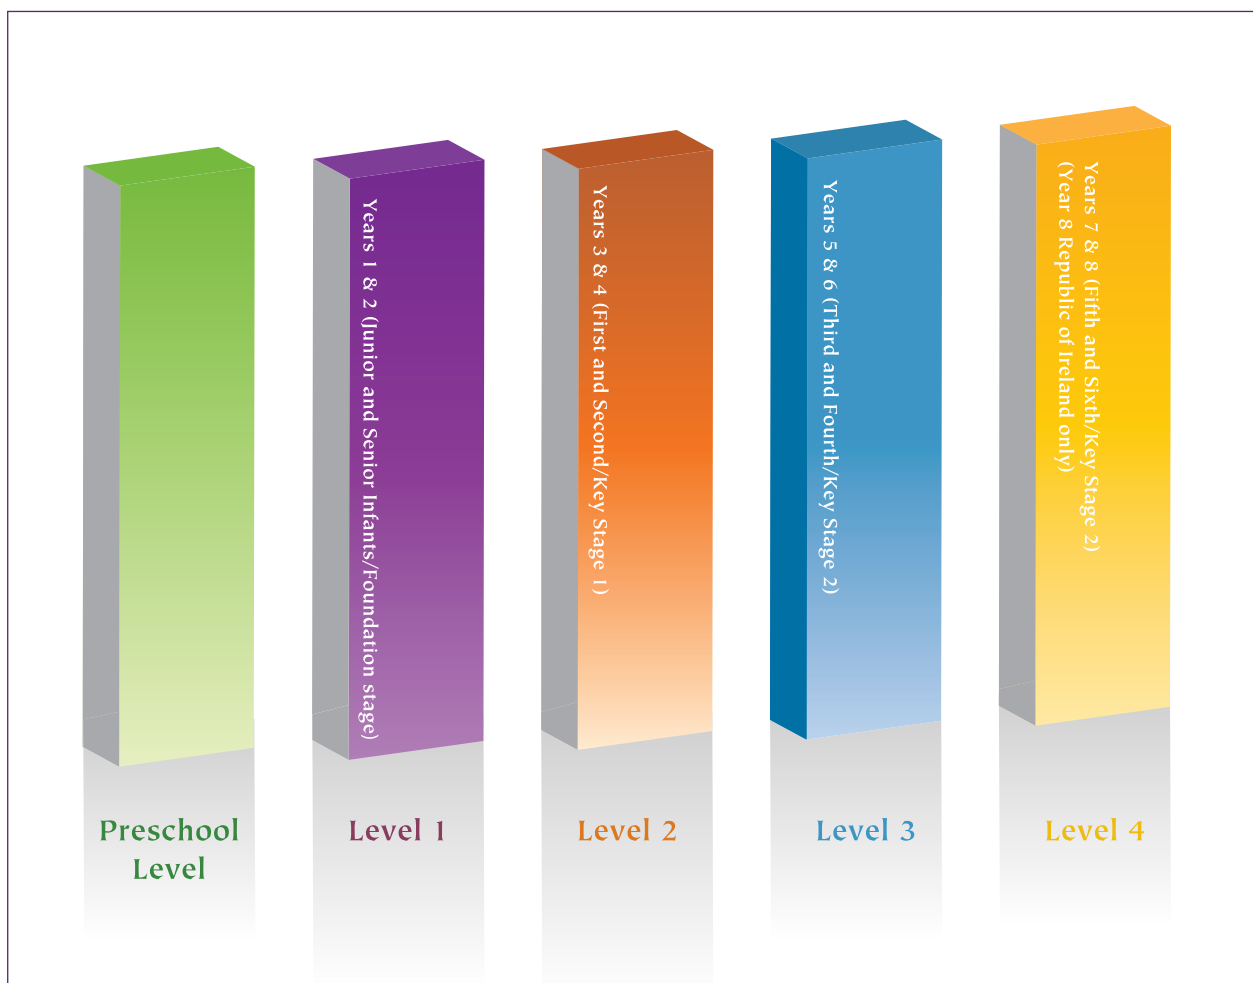 Years 1 & 2 (Junior and Senior Infants/Foundation stage)
Years 3 & 4 (First and Second/Key Stage 1)
Years 5 & 6 (Third and Fourth/Key Stage 2)
Years 7 & 8 (Fifth and Sixth/Key Stage 2)
(Year 8 Republic of Ireland only)
Preschool
Level
Level 1
Level 2
Level 3
Level 4